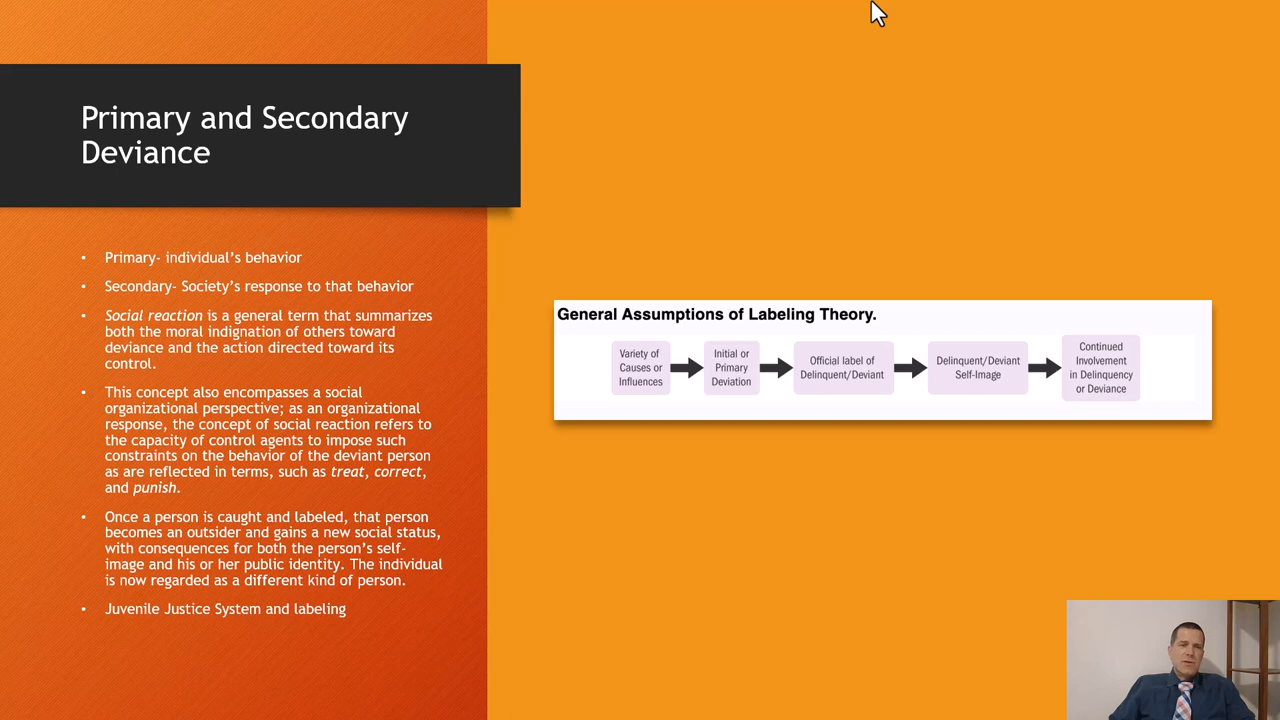 Primary and Secondary
Deviance
• Primary- individual's behavior
• Secondary- Society's response to that behavior
• Social reaction is a general term that summarizes
both the moral indignation of others toward
deviance and the action directed toward its
control.
• This concept also encompasses a social
organizational perspective; as an organizational
response, the concept of social reaction refers to
the capacity of control agents to impose such
constraints on the behavior of the deviant person
as are reflected in terms, such as treat, correct,
and punish.
• Once a person is caught and labeled, that person
becomes an outsider and gains a new social status,
with consequences for both the person's self-
image and his or her public identity. The individual
is now regarded as a different kind of person.
• Juvenile Justice System and labeling
General Assumptions of Labeling Theory.
Variety of
Causes or
Influences
Initial or
Primary
Deviation
Official label of
Delinquent/Deviant
Delinquent/Deviant
Self-Image
Continued
Involvement
in Delinquency
or Deviance